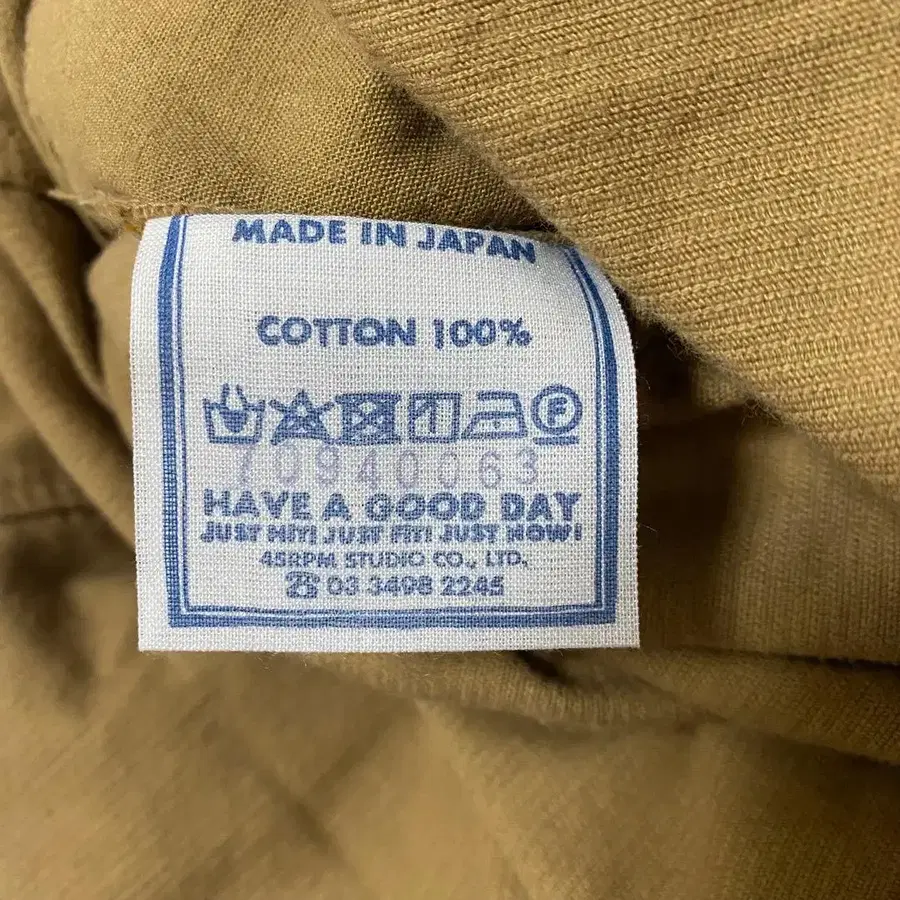 MADE IN JAPAN
COTTON 100%
F
70940063
HAVE A GOOD DAY
JUST HIT! JUST FIT! JUST NOW!
45RPM STUDIO CO., LTD.
☎ 03 3498 2245